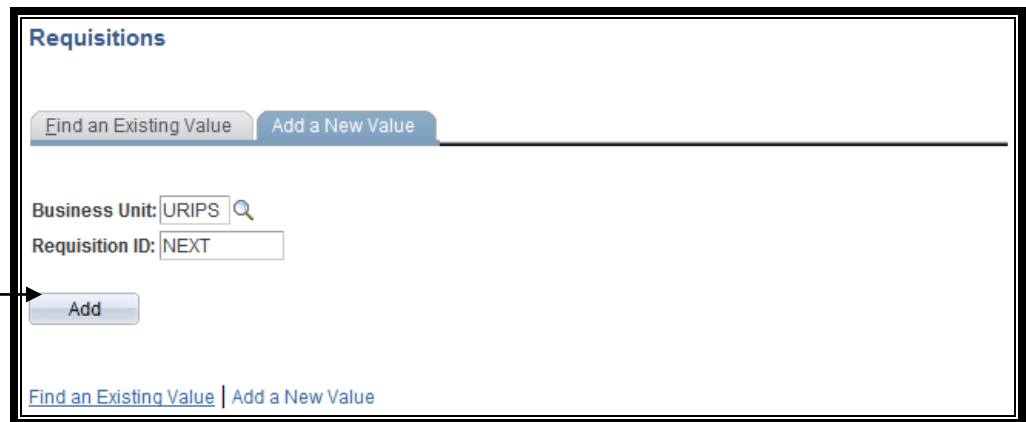 Requisitions
Find an Existing Value Add a New Value
Business Unit: URIPS
Requisition ID: NEXT
Add
Find an Existing Value | Add a New Value